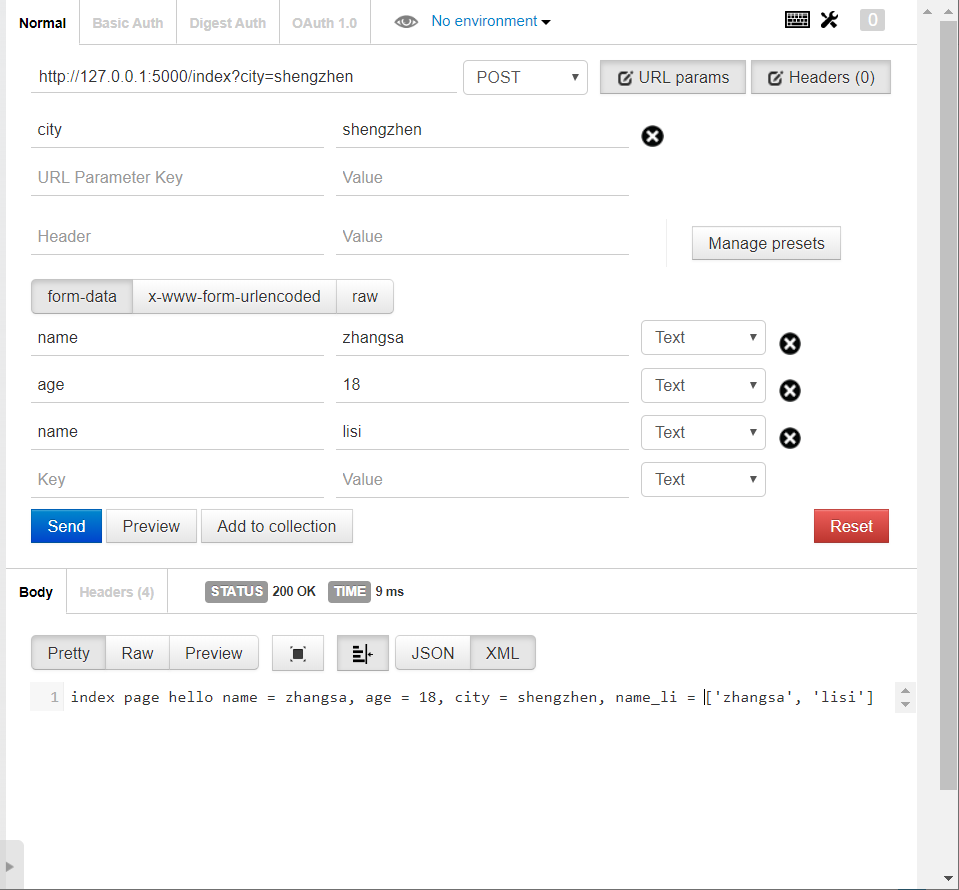 Normal Basic Auth Digest Auth OAuth 1.0 No environment 0
http://127.0.0.1:5000/index?city=shengzhen POST URL params Headers (0)
city shengzhen
URL Parameter Key Value
Header Value Manage presets
form-data x-www-form-urlencoded raw
name zhangsa Text
age 18 Text
name lisi Text
Key Value Text
Send Preview Add to collection Reset
Body Headers (4) STATUS 200 OK TIME 9 ms
Pretty Raw Preview JSON XML
1 index page hello name = zhangsa, age = 18, city = shengzhen, name_li = ['zhangsa', 'lisi']